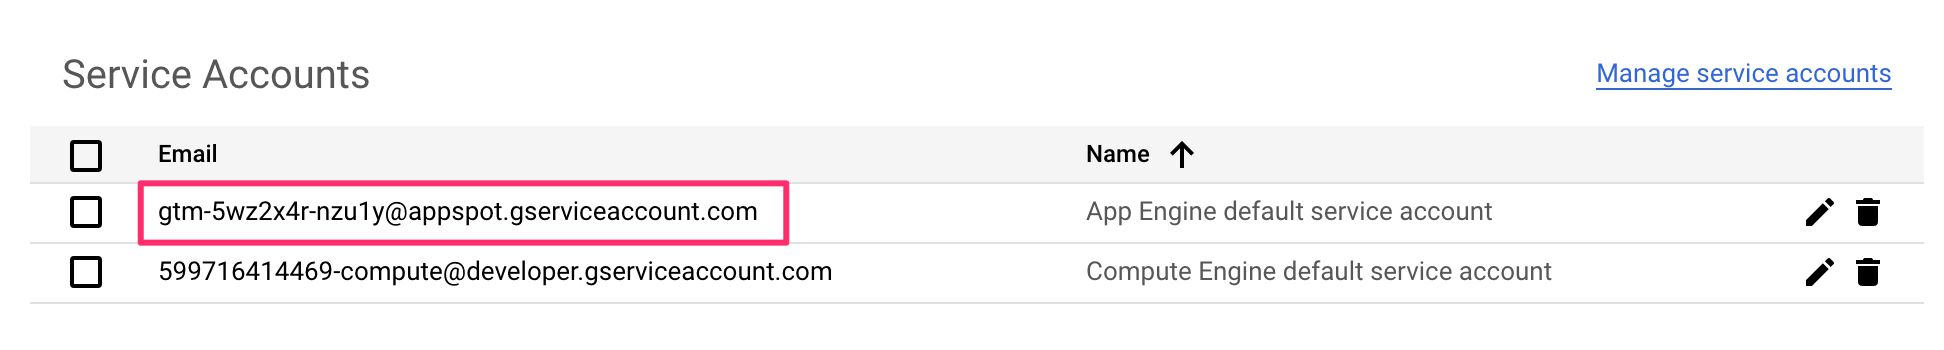 Service Accounts
Manage service accounts
Email Name
gtm-5wz2x4r-nzu1y@appspot.gserviceaccount.com App Engine default service account
599716414469-compute@developer.gserviceaccount.com Compute Engine default service account